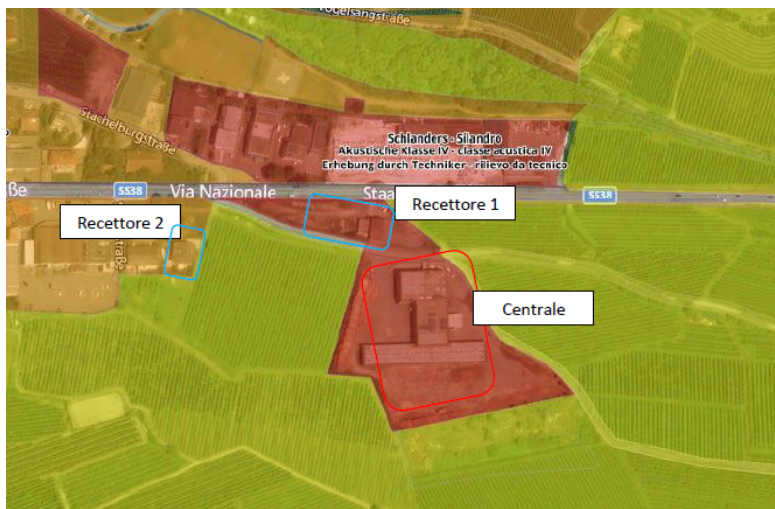 Vogelsangstraße
Stachelburgstraße
Schlanders - Silandro
Akustische Klasse IV - classe acustica IV
Erhebung durch Techniker - rilievo da tecnico
SS38
Via Nazionale
Staa
SS38
Recettore 1
Recettore 2
Centrale